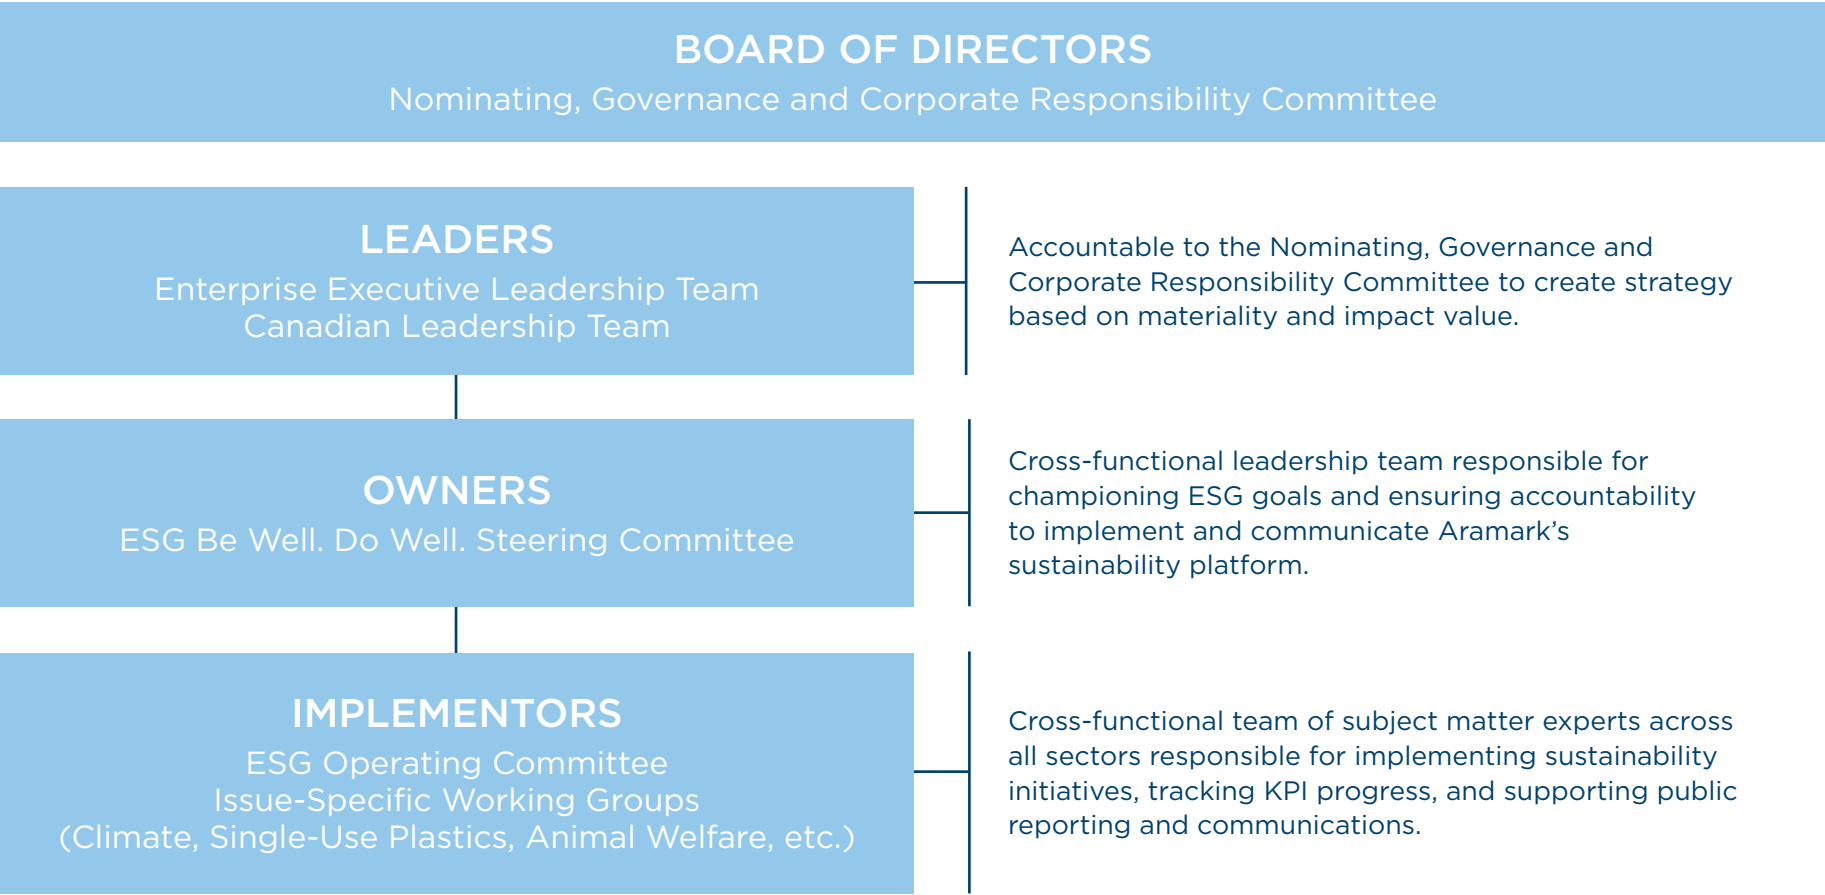 BOARD OF DIRECTORS
Nominating, Governance and Corporate Responsibility Committee
LEADERS
Enterprise Executive Leadership Team
Canadian Leadership Team
Accountable to the Nominating, Governance and
Corporate Responsibility Committee to create strategy
based on materiality and impact value.
OWNERS
ESG Be Well. Do Well. Steering Committee
Cross-functional leadership team responsible for
championing ESG goals and ensuring accountability
to implement and communicate Aramark’s
sustainability platform.
IMPLEMENTORS
ESG Operating Committee
Issue-Specific Working Groups
(Climate, Single-Use Plastics, Animal Welfare, etc.)
Cross-functional team of subject matter experts across
all sectors responsible for implementing sustainability
initiatives, tracking KPI progress, and supporting public
reporting and communications.